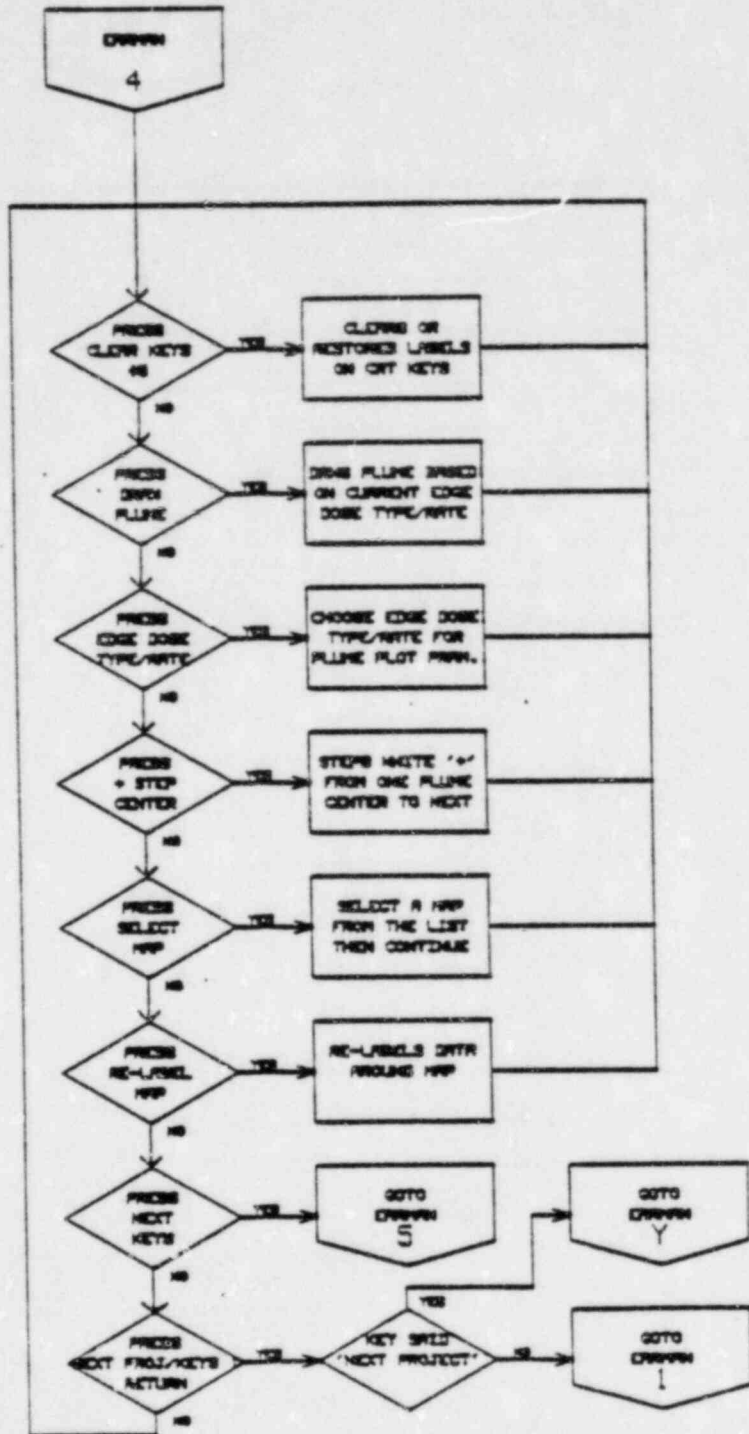 ERRMAN
4
PRESS
CLEAR KEYS
YES
CLEARS OR
RESTORES LABELS
ON CRT KEYS
NO
PRESS
DRAW
PLUME
YES
DRAWS PLUME BASED
ON CURRENT EDGE
DOSE TYPE/RATE
NO
PRESS
EDGE DOSE
TYPE/RATE
YES
CHOOSE EDGE DOSE
TYPE/RATE FOR
PLUME PLOT PARAM.
NO
PRESS
+ STEP
CENTER
YES
STEPS WHITE '+'
FROM ONE PLUME
CENTER TO NEXT
NO
PRESS
SELECT
MAP
YES
SELECT A MAP
FROM THE LIST
THEN CONTINUE
NO
PRESS
RE-LABEL
MAP
YES
RE-LABELS DATA
AROUND MAP
NO
PRESS
NEXT
KEYS
YES
GOTO
ERRMAN
5
GOTO
ERRMAN
Y
NO
YES
PRESS
NEXT PROJ/KEYS
RETURN
YES
KEY SAID
'NEXT PROJECT'
NO
GOTO
ERRMAN
1
NO